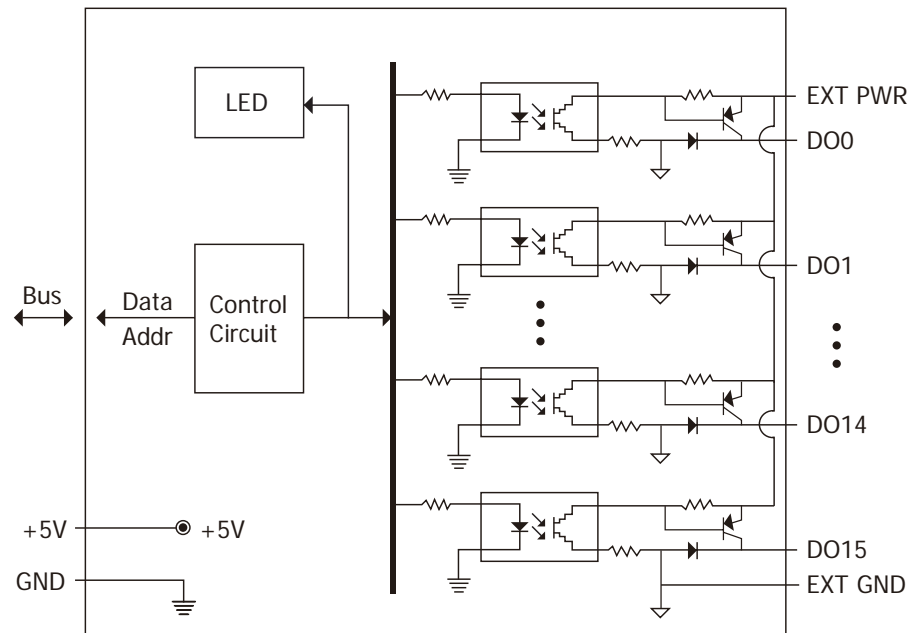 LED
EXT PWR
DO0
DO1
Bus
Data
Addr
Control
Circuit
DO14
+5V
+5V
DO15
GND
EXT GND